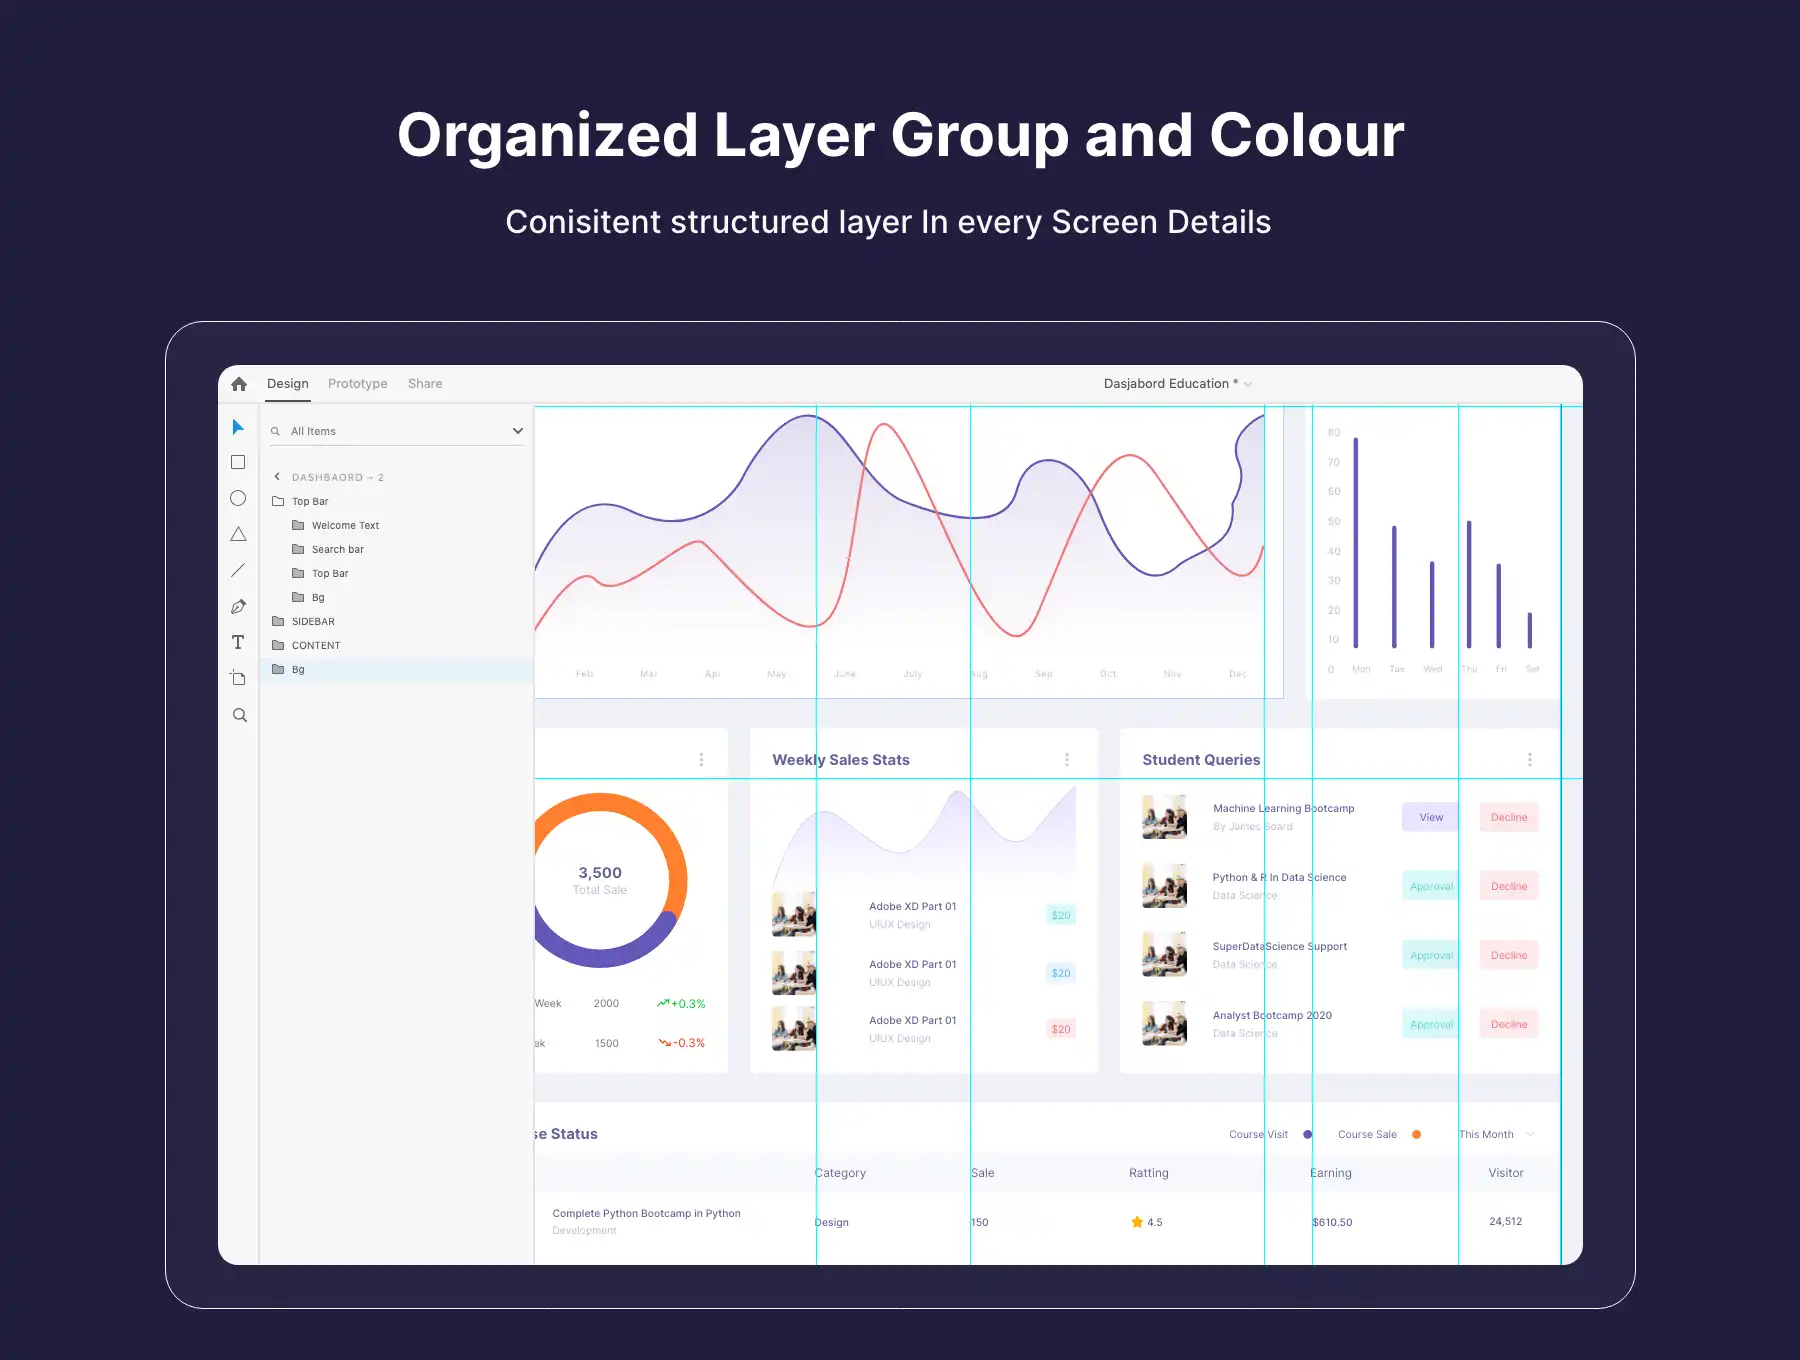 Organized Layer Group and Colour
Conisitent structured layer In every Screen Details
Design Prototype Share
Dasjabord Education *
All Items
DASHBAORD – 2
Top Bar
Welcome Text
Search bar
Top Bar
Bg
SIDEBAR
CONTENT
Bg
Feb Mar Apr May June July Aug Sep Oct Nov Dec
80
70
60
50
40
30
20
10
0 Mon Tue Wed Thu Fri Sat
3,500
Total Sale
Week 2000 +0.3%
ek 1500 -0.3%
Weekly Sales Stats
Adobe XD Part 01
UIUX Design
$20
Adobe XD Part 01
UIUX Design
$20
Adobe XD Part 01
UIUX Design
$20
Student Queries
Machine Learning Bootcamp
By James Board
View Decline
Python & R In Data Science
Data Science
Approval Decline
SuperDataScience Support
Data Science
Approval Decline
Analyst Bootcamp 2020
Data Science
Approval Decline
se Status
Course Visit Course Sale This Month
Category Sale Ratting Earning Visitor
Complete Python Bootcamp in Python
Development
Design 150 4.5 $610.50 24,512